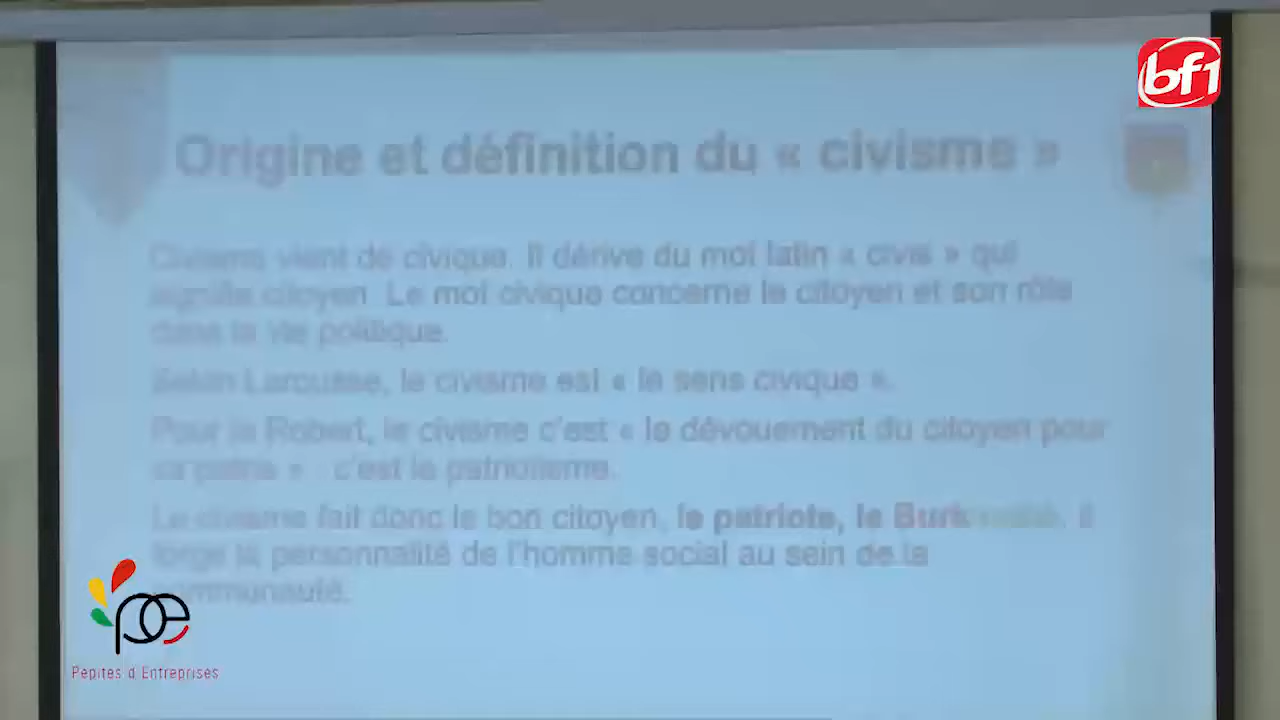 bf1
Origine et définition du « civisme »
Civisme vient de civique. Il dérive du mot latin « civis » qui
signifie citoyen. Le mot civique concerne le citoyen et son rôle
dans la vie politique.
Selon Larousse, le civisme est « le sens civique ».
Pour le Robert, le civisme c'est « le dévouement du citoyen pour
sa patrie » : c'est le patriotisme.
Le civisme fait donc le bon citoyen, le patriote, le
forge la personnalité de l'homme social au sein de la
communauté.
pe
Pepites d Entreprises